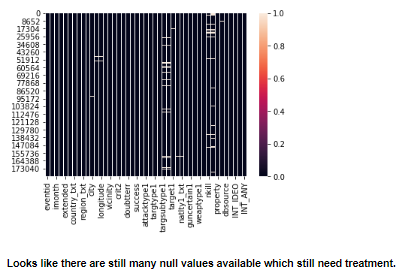 0
8652
17304
25956
34608
43260
51912
60564
69216
77868
86520
95172
103824
112476
121128
129780
138432
147084
155736
164388
173040
1.0
0.8
0.6
0.4
0.2
0.0
eventid
imonth
extended
country_txt
region_txt
city
longitude
vicinity
crit2
doubtterr
success
attacktype1
targtype1
targsubtype1
target1
natlty1_txt
guncertain1
weaptype1
nkill
property
dbsource
INT_IDEO
INT_ANY
Looks like there are still many null values available which still need treatment.